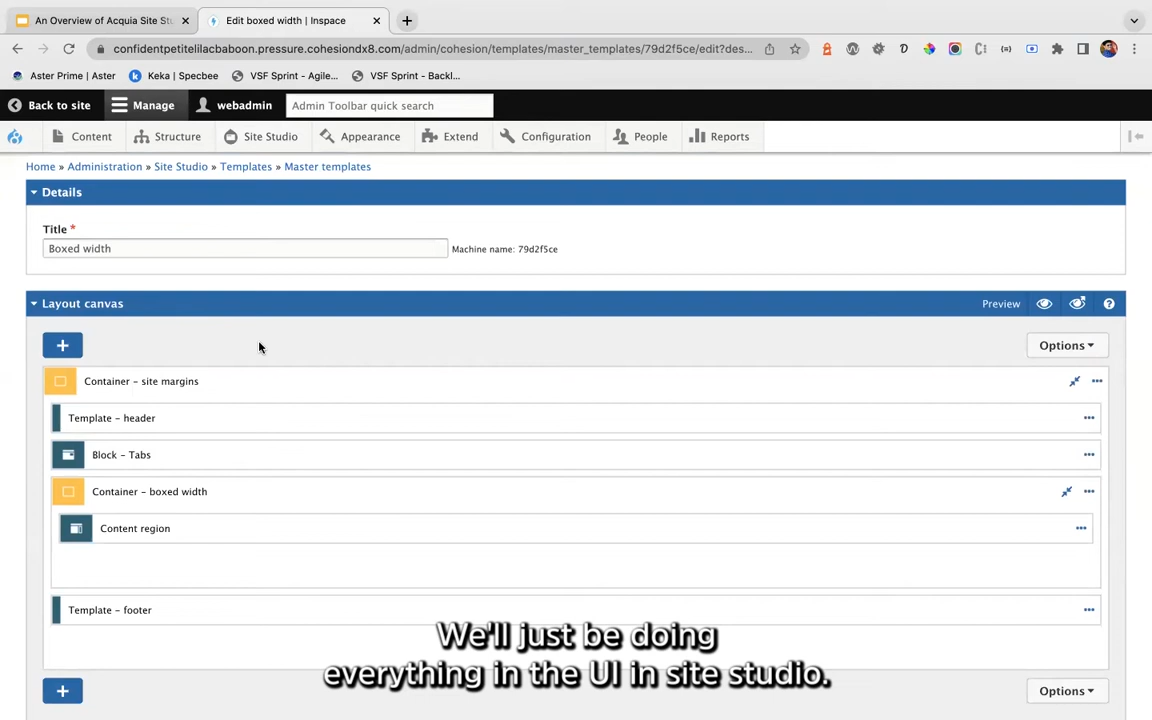 An Overview of Acquia Site Stu
Edit boxed width | Inspace
confidentpetitelilacbaboon.pressure.cohesiondx8.com/admin/cohesion/templates/master_templates/79d2f5ce/edit?des...
Aster Prime | Aster
Keka | Specbee
VSF Sprint - Agile...
VSF Sprint - Backl...
Back to site
Manage
webadmin
Admin Toolbar quick search
Content
Structure
Site Studio
Appearance
Extend
Configuration
People
Reports
Home » Administration » Site Studio » Templates » Master templates
Details
Title *
Boxed width
Machine name: 79d2f5ce
Layout canvas
Preview
Options
Container - site margins
Template - header
Block - Tabs
Container - boxed width
Content region
Template - footer
We'll just be doing
everything in the UI in site studio.
Options